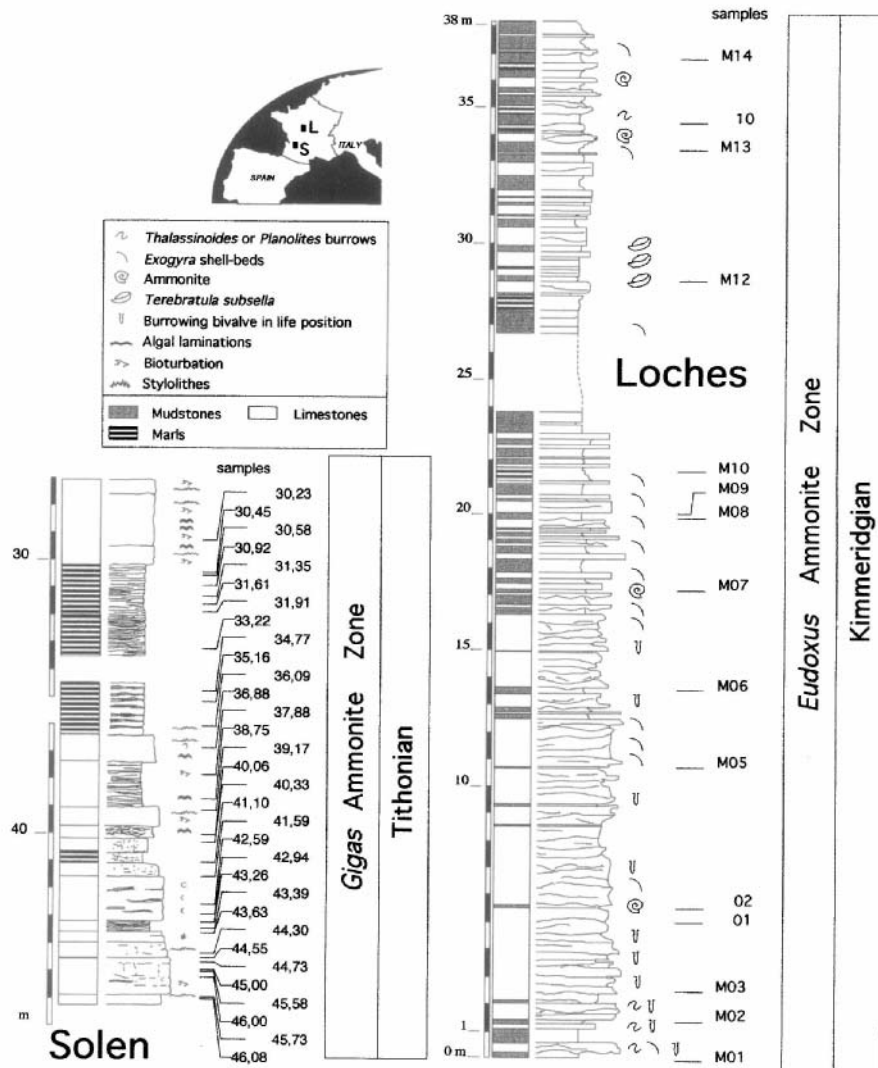 L
S
ITALY
SPAIN
Thalassinoides or Planolites burrows
Exogyra shell-beds
Ammonite
Terebratula subsella
Burrowing bivalve in life position
Algal laminations
Bioturbation
Stylolithes
Mudstones
Limestones
Marls
samples
30,23
30,45
30,58
30,92
31,35
31,61
31,91
33,22
34,77
35,16
36,09
36,88
37,88
38,75
39,17
40,06
40,33
41,10
41,59
42,59
42,94
43,26
43,39
43,63
44,30
44,55
44,73
45,00
45,58
46,00
45,73
46,08
30
40
m
Solen
Gigas Ammonite Zone
Tithonian
samples
38 m
35
30
25
20
15
10
1
0 m
M14
10
M13
M12
M10
M09
M08
M07
M06
M05
02
01
M03
M02
M01
Loches
Eudoxus Ammonite Zone
Kimmeridgian